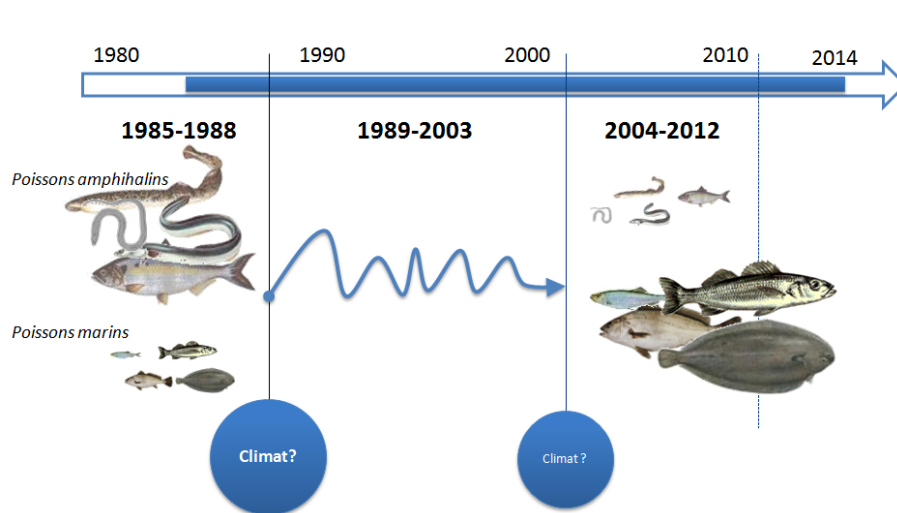 1980
1990
2000
2010
2014
1985-1988
1989-2003
2004-2012
Poissons amphihalins
Poissons marins
Climat?
Climat ?